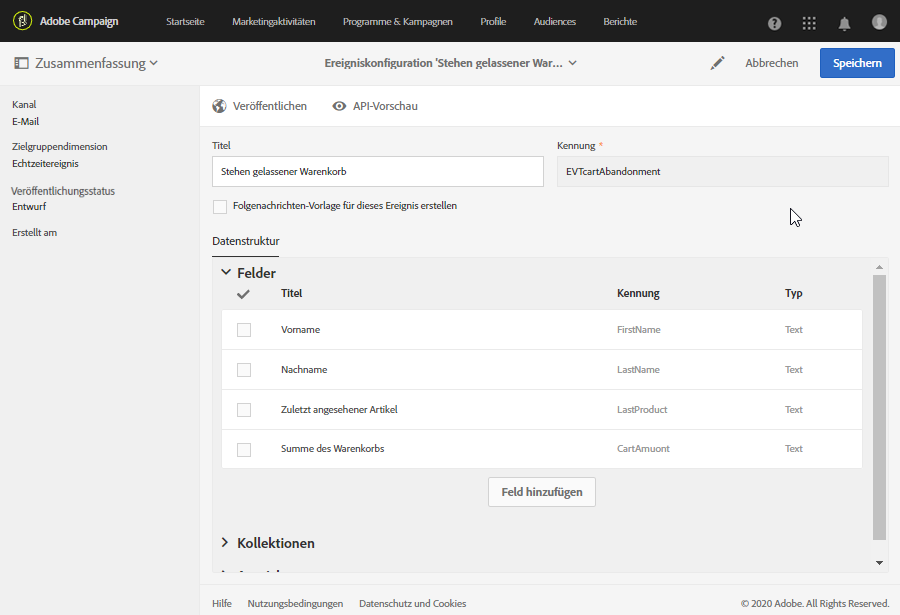 Adobe Campaign Startseite Marketingaktivitäten Programme & Kampagnen Profile Audiences Berichte
Zusammenfassung Ereigniskonfiguration 'Stehen gelassener War... Abbrechen Speichern
Kanal
E-Mail
Zielgruppendimension
Echtzeitereignis
Veröffentlichungsstatus
Entwurf
Erstellt am
Veröffentlichen API-Vorschau
Titel Kennung *
Stehen gelassener Warenkorb EVTcartAbandonment
Folgenachrichten-Vorlage für dieses Ereignis erstellen
Datenstruktur
Felder
Titel Kennung Typ
Vorname FirstName Text
Nachname LastName Text
Zuletzt angesehener Artikel LastProduct Text
Summe des Warenkorbs CartAmuont Text
Feld hinzufügen
Kollektionen
Hilfe Nutzungsbedingungen Datenschutz und Cookies © 2020 Adobe. All Rights Reserved.